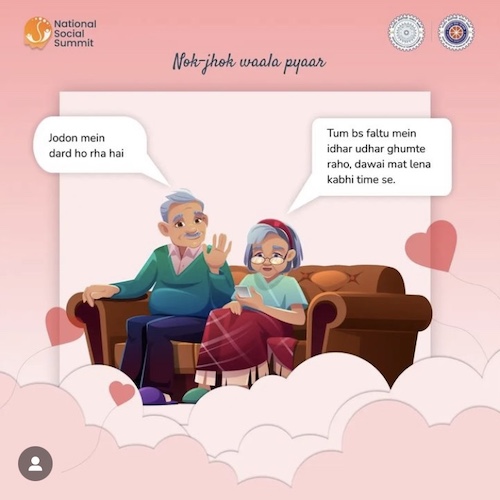 National
Social
Summit
Nok-jhok waala pyaar
Jodon mein
dard ho rha hai
Tum bs faltu mein
idhar udhar ghumte
raho, dawai mat lena
kabhi time se.